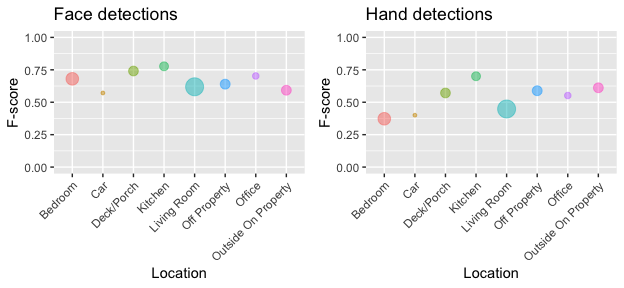 Face detections
F-score
1.00
0.75
0.50
0.25
0.00
Bedroom
Car
Deck/Porch
Kitchen
Living Room
Off Property
Office
Outside On Property
Location
Hand detections
F-score
1.00
0.75
0.50
0.25
0.00
Bedroom
Car
Deck/Porch
Kitchen
Living Room
Off Property
Office
Outside On Property
Location